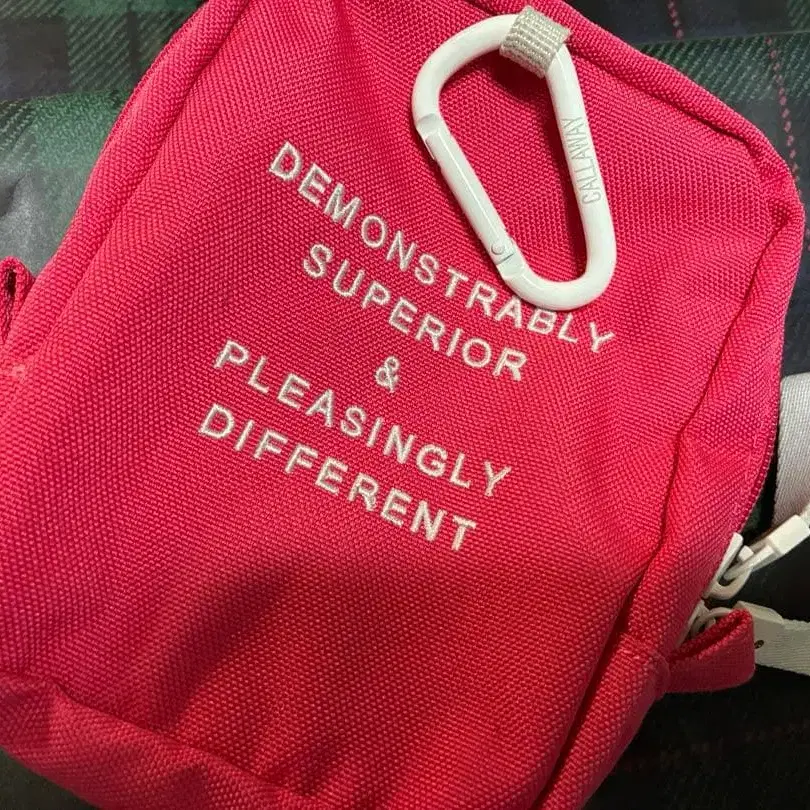 CALLAWAY
DEMONSTRABLY
SUPERIOR
&
PLEASINGLY
DIFFERENT